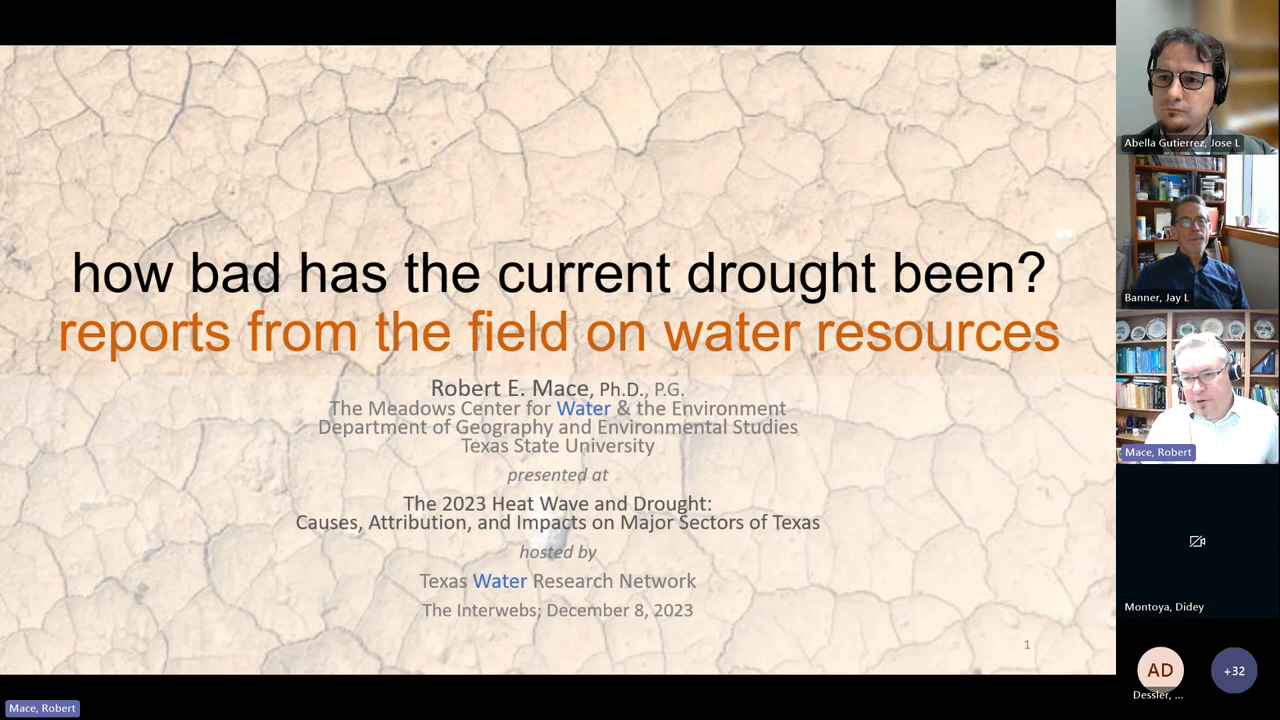 how bad has the current drought been?
reports from the field on water resources
Robert E. Mace, Ph.D., P.G.
The Meadows Center for Water & the Environment
Department of Geography and Environmental Studies
Texas State University
presented at
The 2023 Heat Wave and Drought:
Causes, Attribution, and Impacts on Major Sectors of Texas
hosted by
Texas Water Research Network
The Interwebs; December 8, 2023
1
Mace, Robert
Abella Gutierrez, Jose L
Banner, Jay L
Mace, Robert
Montoya, Didey
AD
Dessler, ...
+32